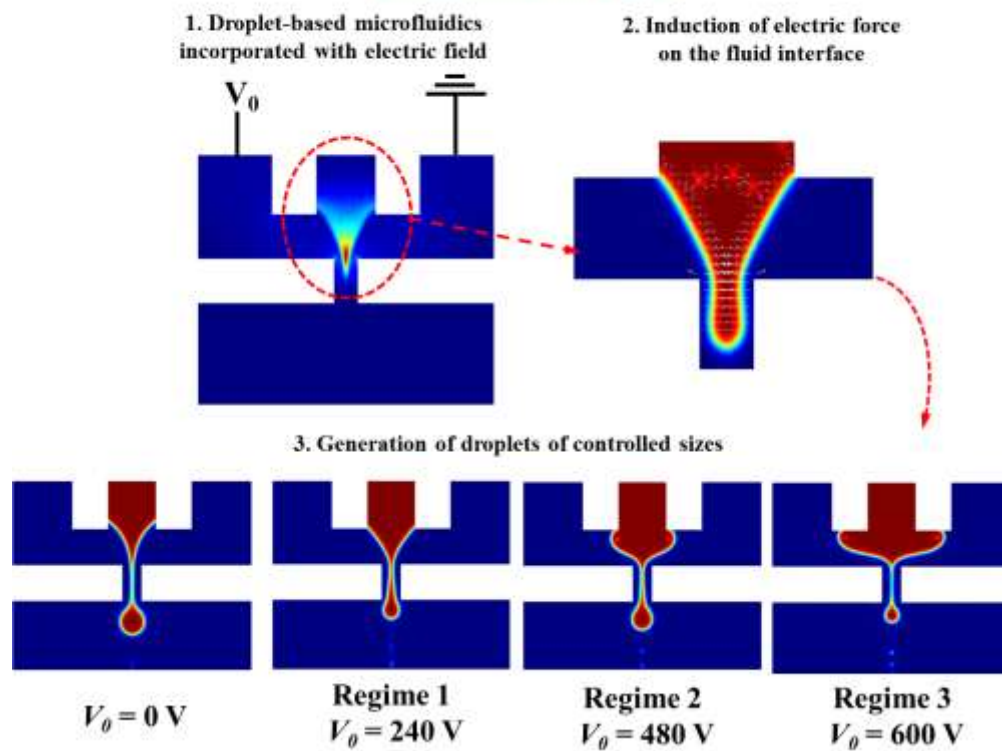 1. Droplet-based microfluidics
incorporated with electric field
2. Induction of electric force
on the fluid interface
V₀
3. Generation of droplets of controlled sizes
V₀ = 0 V
Regime 1
V₀ = 240 V
Regime 2
V₀ = 480 V
Regime 3
V₀ = 600 V